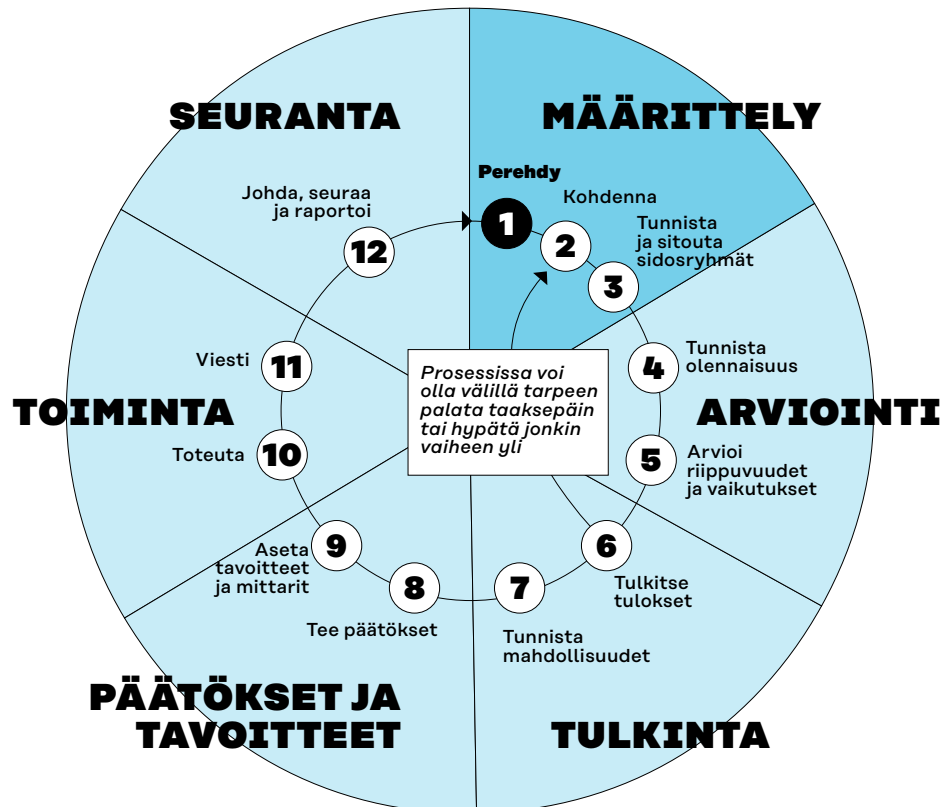 SEURANTA
MÄÄRITTELY
Perehdy
1
Kohdenna
2
Tunnista
ja sitouta
sidosryhmät
3
Tunnista
olennaisuus
4
ARVIOINTI
Arvioi
riippuvuudet
ja vaikutukset
5
6
Tulkitse
tulokset
7
Tunnista
mahdollisuudet
TULKINTA
8
Tee päätökset
9
Aseta
tavoitteet
ja mittarit
PÄÄTÖKSET JA
TAVOITTEET
10
Toteuta
TOIMINTA
11
Viesti
12
Johda, seuraa
ja raportoi
Prosessissa voi
olla välillä tarpeen
palata taaksepäin
tai hypätä jonkin
vaiheen yli